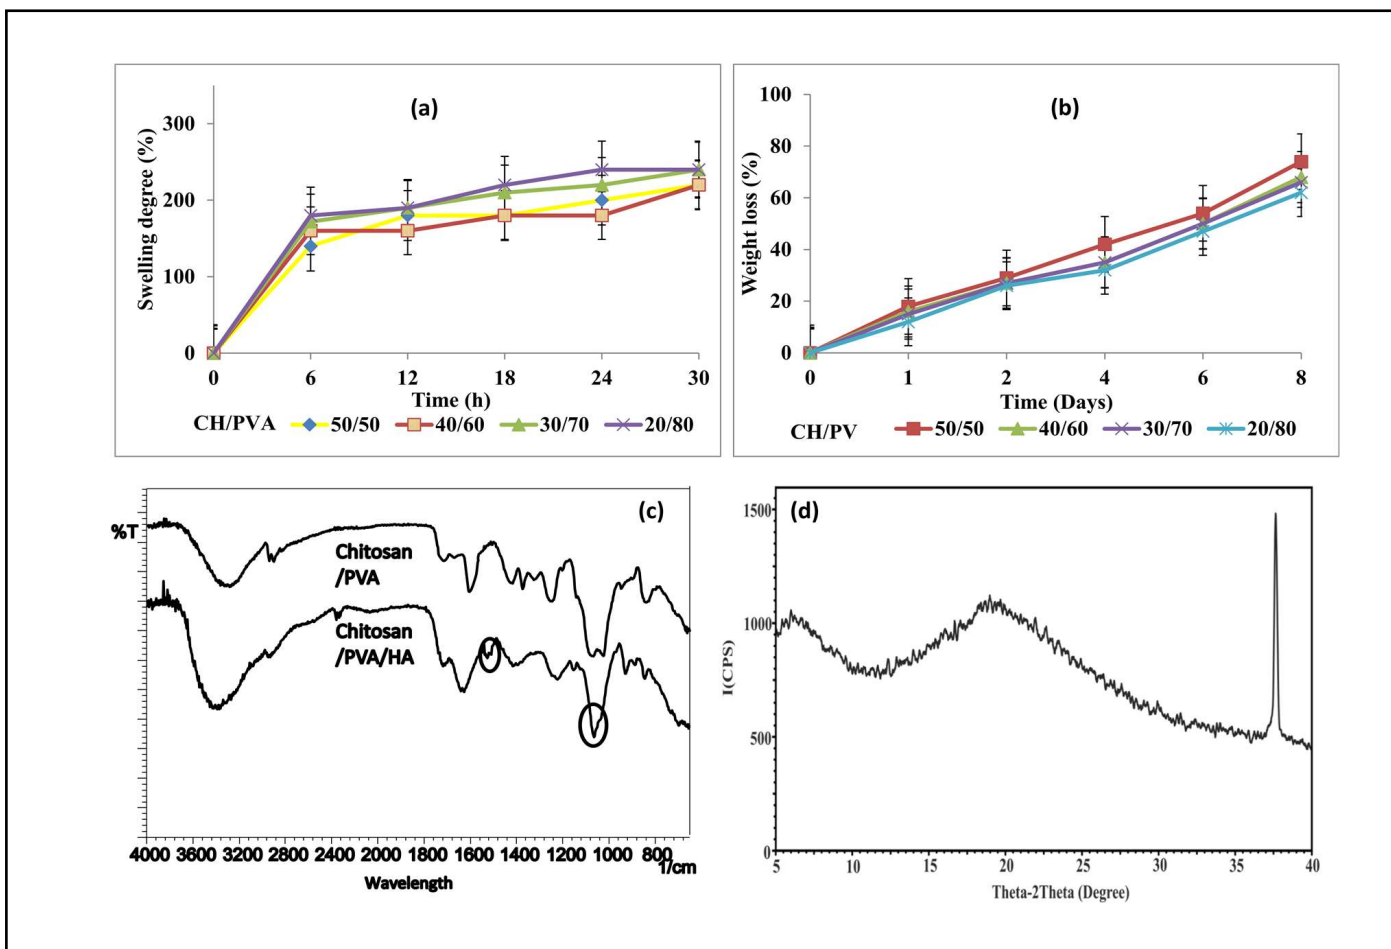 (a)
Swelling degree (%)
300
200
100
0
0 6 12 18 24 30
Time (h)
CH/PVA 50/50 40/60 30/70 20/80
(b)
Weight loss (%)
100
80
60
40
20
0
0 1 2 4 6 8
Time (Days)
CH/PV 50/50 40/60 30/70 20/80
(c)
%T
Chitosan
/PVA
Chitosan
/PVA/HA
4000 3600 3200 2800 2400 2000 1600 1400 1200 1000 800
1/cm
Wavelength
(d)
I(CPS)
1500
1000
500
0
5 10 15 20 25 30 35 40
Theta-2Theta (Degree)